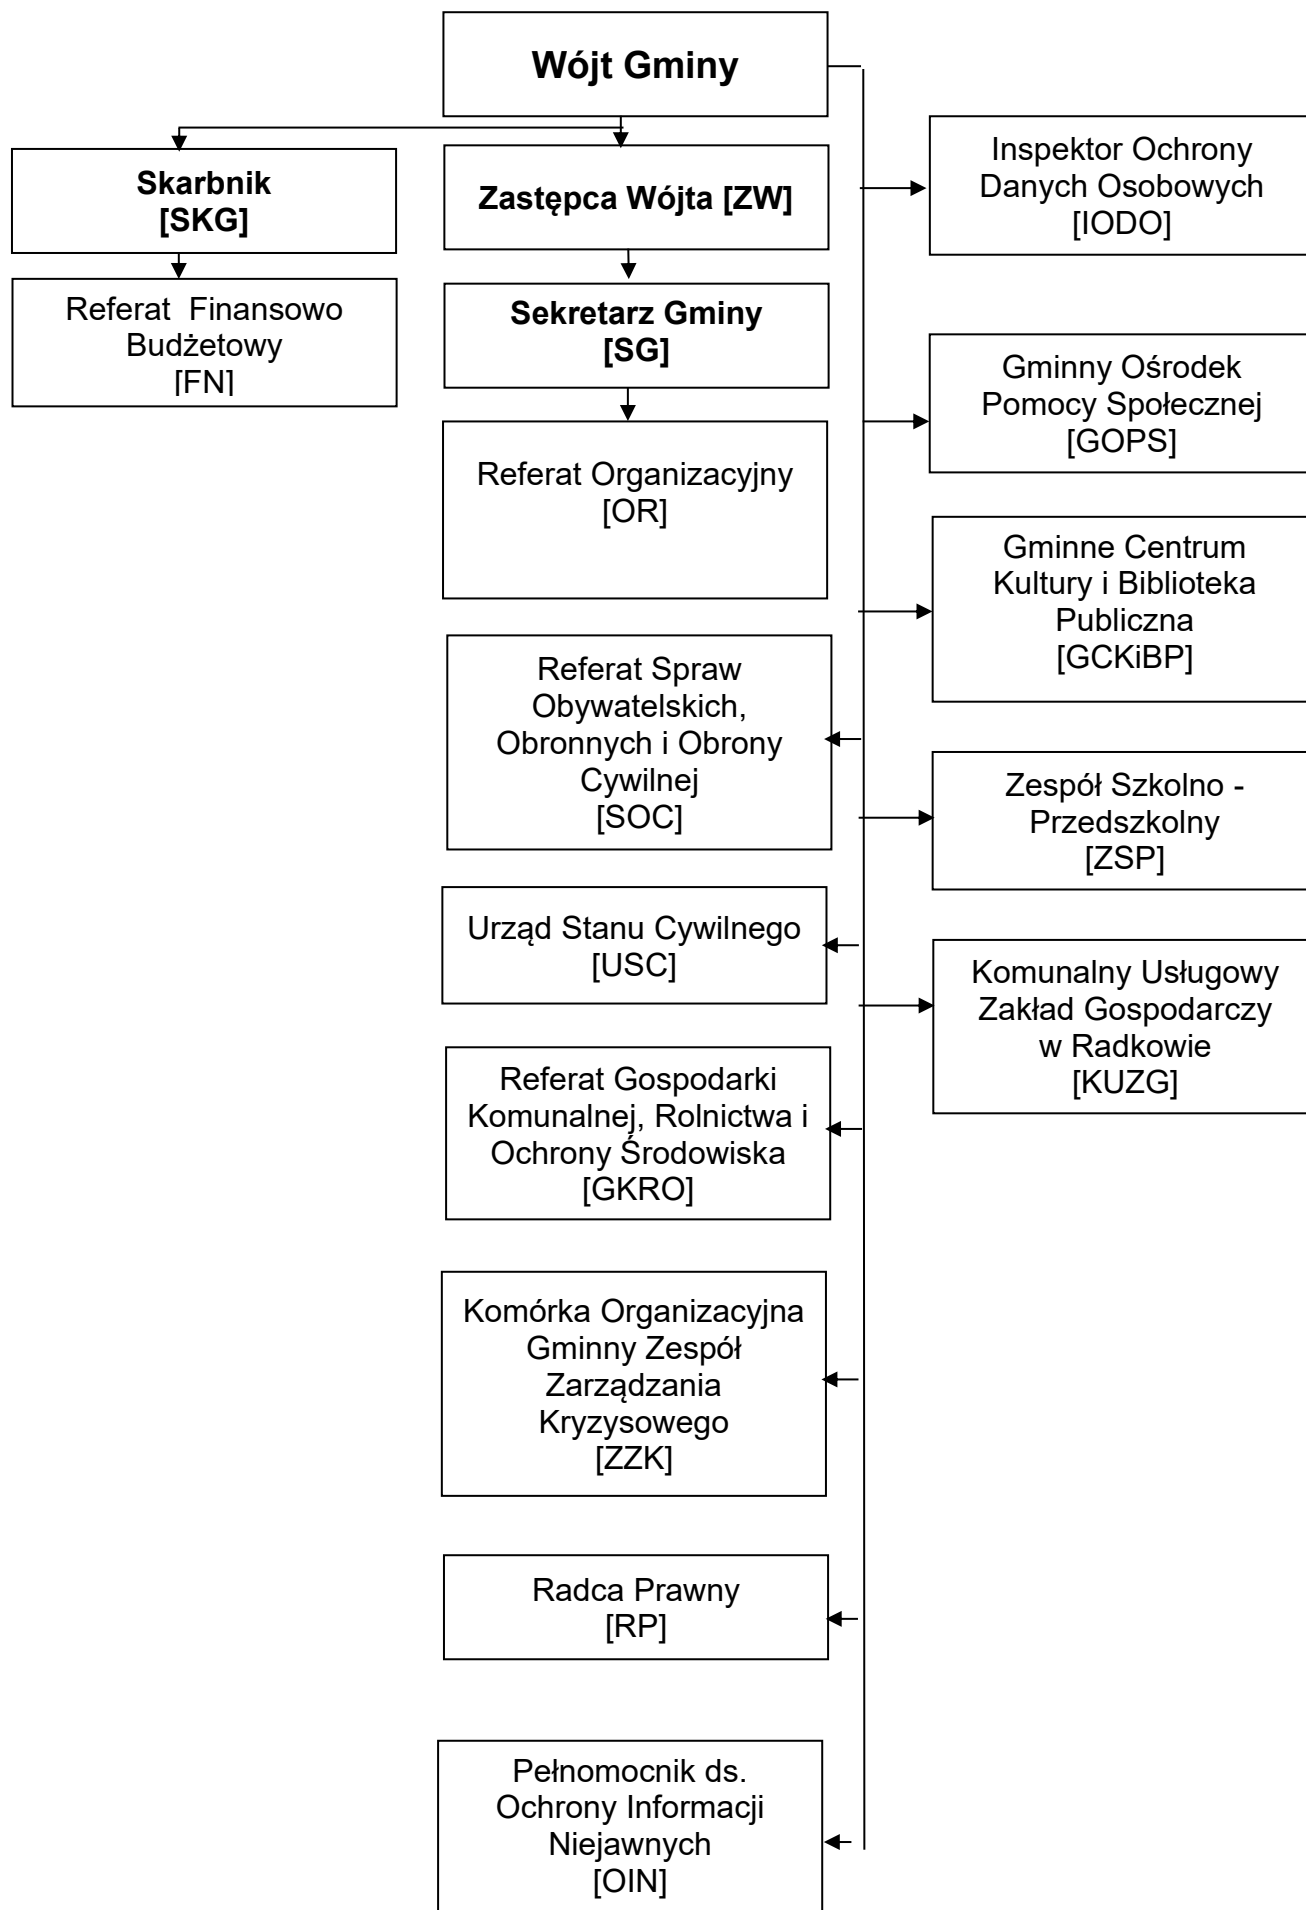 Wójt Gminy
Skarbnik
[SKG]
Referat  Finansowo
Budżetowy
[FN]
Zastępca Wójta [ZW]
Sekretarz Gminy
[SG]
Referat Organizacyjny
[OR]
Referat Spraw
Obywatelskich,
Obronnych i Obrony
Cywilnej
[SOC]
Urząd Stanu Cywilnego
[USC]
Referat Gospodarki
Komunalnej, Rolnictwa i
Ochrony Środowiska
[GKRO]
Komórka Organizacyjna
Gminny Zespół
Zarządzania
Kryzysowego
[ZZK]
Radca Prawny
[RP]
Pełnomocnik ds.
Ochrony Informacji
Niejawnych
[OIN]
Inspektor Ochrony
Danych Osobowych
[IODO]
Gminny Ośrodek
Pomocy Społecznej
[GOPS]
Gminne Centrum
Kultury i Biblioteka
Publiczna
[GCKiBP]
Zespół Szkolno -
Przedszkolny
[ZSP]
Komunalny Usługowy
Zakład Gospodarczy
w Radkowie
[KUZG]